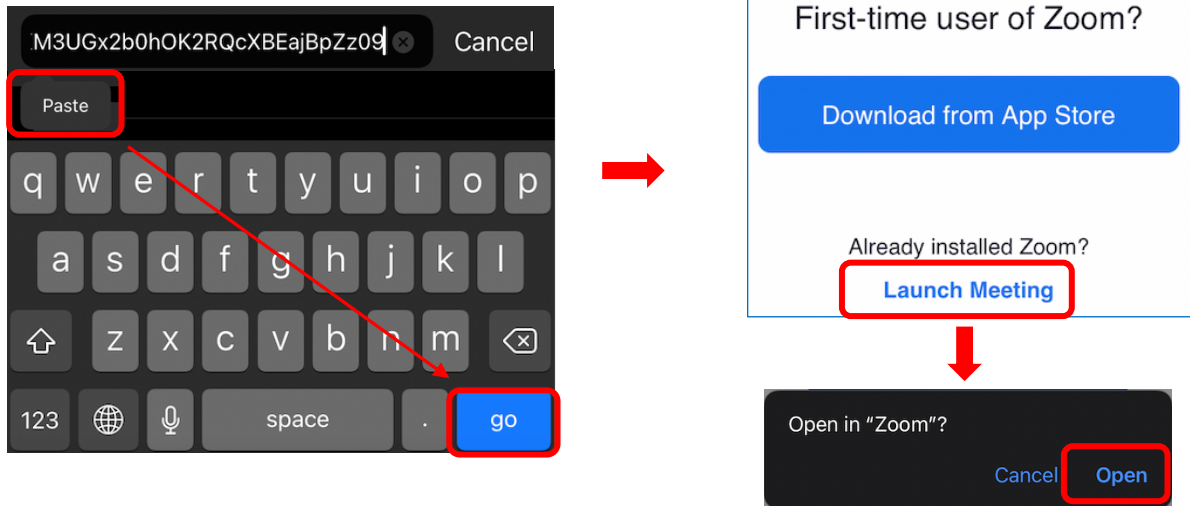 :M3UGx2b0hOK2RQcXBEajBpZz09 Cancel
Paste
q w e r t y u i o p
a s d f g h j k l
z x c v b n m
123 space . go
First-time user of Zoom?
Download from App Store
Already installed Zoom?
Launch Meeting
Open in “Zoom”?
Cancel Open